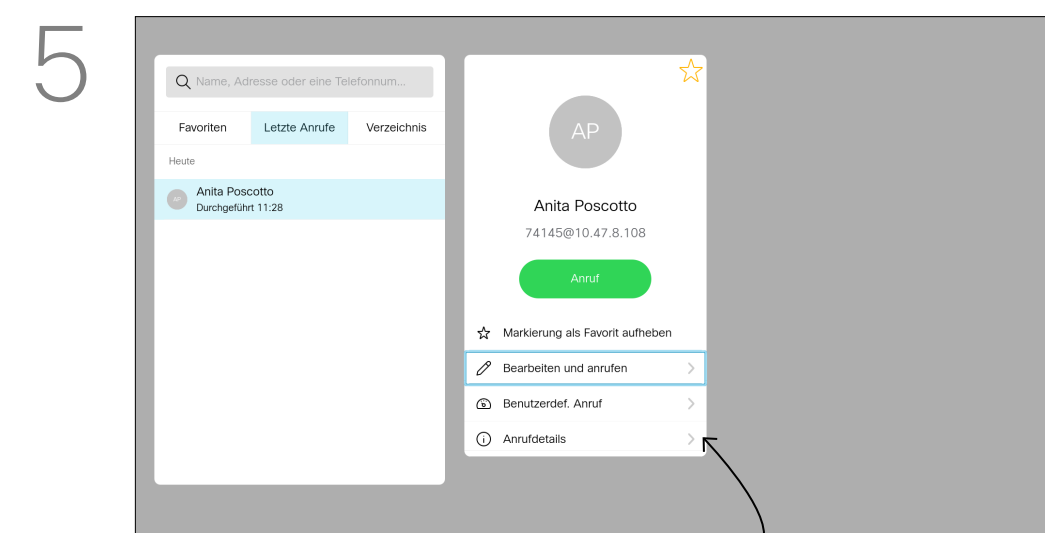 5
Name, Adresse oder eine Telefonnum...
Favoriten Letzte Anrufe Verzeichnis
Heute
AP
Anita Poscotto
Durchgeführt 11:28
AP
Anita Poscotto
74145@10.47.8.108
Anruf
Markierung als Favorit aufheben
Bearbeiten und anrufen
Benutzerdef. Anruf
Anrufdetails